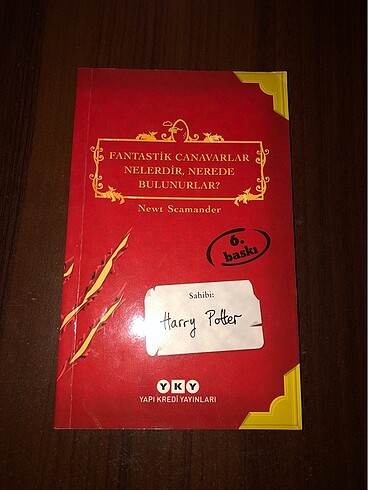 FANTASTİK CANAVARLAR
NELERDİR, NEREDE
BULUNURLAR?
Newt Scamander
6.
baskı
Sahibi:
Harry Potter
YKY
YAPI KREDİ YAYINLARI